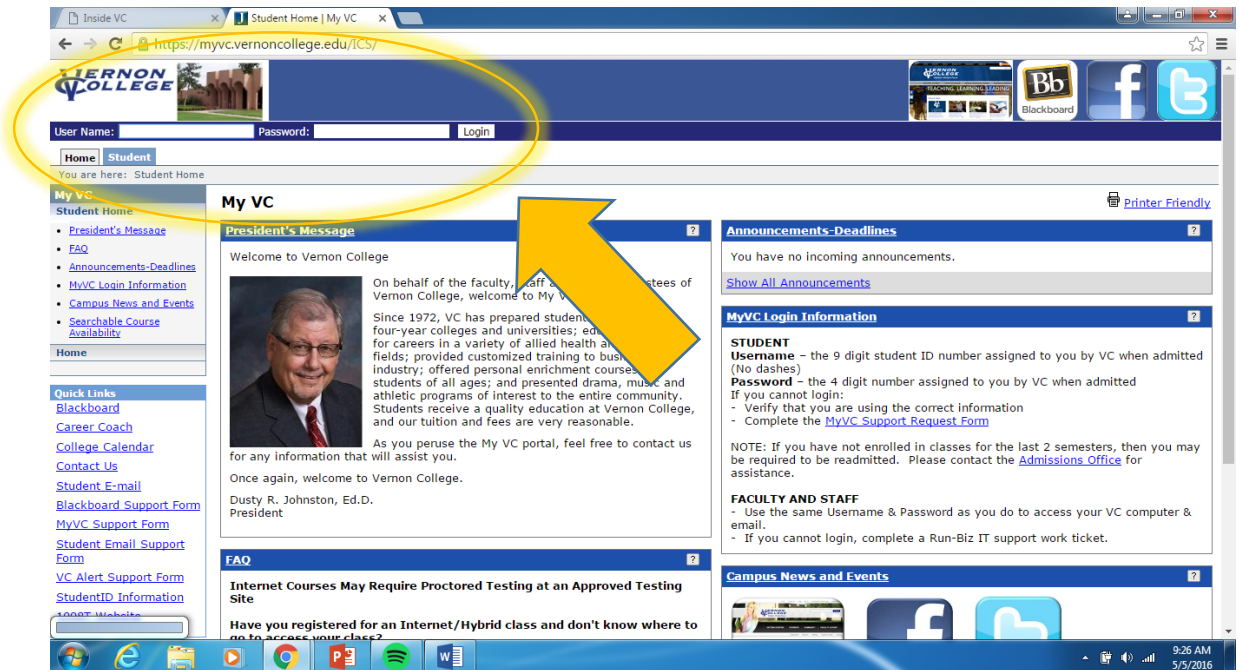 Inside VC
Student Home | My VC
https://myvc.vernoncollege.edu/ICS/
VERNON
COLLEGE
VERNON
COLLEGE
TEACHING. LEARNING. LEADING.
Bb
Blackboard
User Name:
Password:
Login
Home
Student
You are here: Student Home
My VC
Student Home
• President's Message
• FAQ
• Announcements-Deadlines
• MyVC Login Information
• Campus News and Events
• Searchable Course
Availability
Home
Quick Links
Blackboard
Career Coach
College Calendar
Contact Us
Student E-mail
Blackboard Support Form
MyVC Support Form
Student Email Support
Form
VC Alert Support Form
StudentID Information
1098T Website
My VC
Printer Friendly
President's Message
?
Welcome to Vernon College
On behalf of the faculty, staff a stees of
Vernon College, welcome to My V
Since 1972, VC has prepared studen
four-year colleges and universities; edu
for careers in a variety of allied health a
fields; provided customized training to bus
industry; offered personal enrichment courses
students of all ages; and presented drama, music and
athletic programs of interest to the entire community.
Students receive a quality education at Vernon College,
and our tuition and fees are very reasonable.
As you peruse the My VC portal, feel free to contact us
for any information that will assist you.
Once again, welcome to Vernon College.
Dusty R. Johnston, Ed.D.
President
FAQ
?
Internet Courses May Require Proctored Testing at an Approved Testing
Site
Have you registered for an Internet/Hybrid class and don't know where to
go to access your class?
Announcements-Deadlines
?
You have no incoming announcements.
Show All Announcements
MyVC Login Information
?
STUDENT
Username – the 9 digit student ID number assigned to you by VC when admitted
(No dashes)
Password – the 4 digit number assigned to you by VC when admitted
If you cannot login:
- Verify that you are using the correct information
- Complete the MyVC Support Request Form
NOTE: If you have not enrolled in classes for the last 2 semesters, then you may
be required to be readmitted. Please contact the Admissions Office for
assistance.
FACULTY AND STAFF
- Use the same Username & Password as you do to access your VC computer &
email.
- If you cannot login, complete a Run-Biz IT support work ticket.
Campus News and Events
?
9:26 AM
5/5/2016